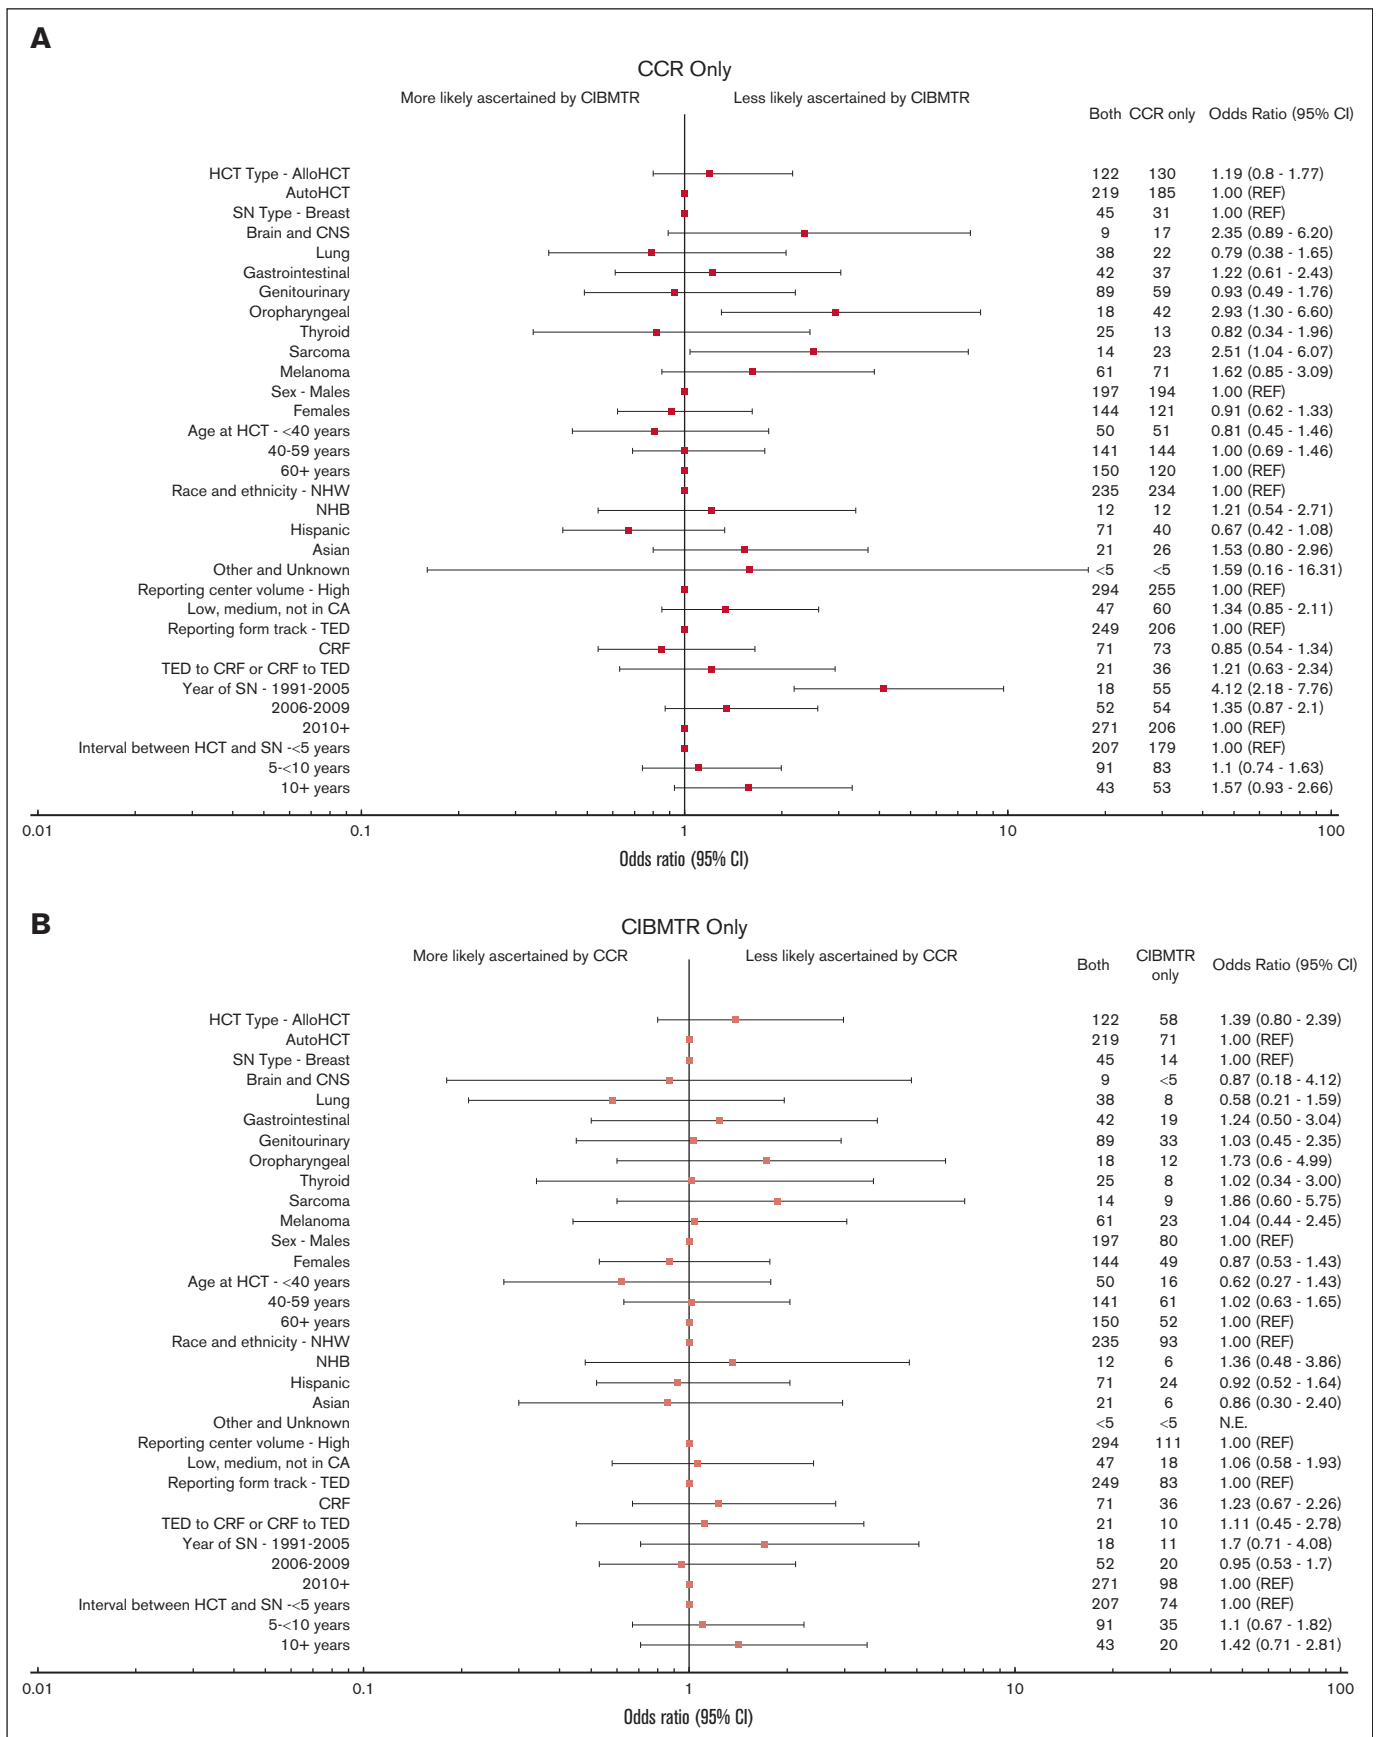 A
CCR Only
More likely ascertained by CIBMTR Less likely ascertained by CIBMTR
Both CCR only Odds Ratio (95% CI)
HCT Type - AlloHCT 122 130 1.19 (0.8 - 1.77)
AutoHCT 219 185 1.00 (REF)
SN Type - Breast 45 31 1.00 (REF)
Brain and CNS 9 17 2.35 (0.89 - 6.20)
Lung 38 22 0.79 (0.38 - 1.65)
Gastrointestinal 42 37 1.22 (0.61 - 2.43)
Genitourinary 89 59 0.93 (0.49 - 1.76)
Oropharyngeal 18 42 2.93 (1.30 - 6.60)
Thyroid 25 13 0.82 (0.34 - 1.96)
Sarcoma 14 23 2.51 (1.04 - 6.07)
Melanoma 61 71 1.62 (0.85 - 3.09)
Sex - Males 197 194 1.00 (REF)
Females 144 121 0.91 (0.62 - 1.33)
Age at HCT - <40 years 50 51 0.81 (0.45 - 1.46)
40-59 years 141 144 1.00 (0.69 - 1.46)
60+ years 150 120 1.00 (REF)
Race and ethnicity - NHW 235 234 1.00 (REF)
NHB 12 12 1.21 (0.54 - 2.71)
Hispanic 71 40 0.67 (0.42 - 1.08)
Asian 21 26 1.53 (0.80 - 2.96)
Other and Unknown <5 <5 1.59 (0.16 - 16.31)
Reporting center volume - High 294 255 1.00 (REF)
Low, medium, not in CA 47 60 1.34 (0.85 - 2.11)
Reporting form track - TED 249 206 1.00 (REF)
CRF 71 73 0.85 (0.54 - 1.34)
TED to CRF or CRF to TED 21 36 1.21 (0.63 - 2.34)
Year of SN - 1991-2005 18 55 4.12 (2.18 - 7.76)
2006-2009 52 54 1.35 (0.87 - 2.1)
2010+ 271 206 1.00 (REF)
Interval between HCT and SN -<5 years 207 179 1.00 (REF)
5-<10 years 91 83 1.1 (0.74 - 1.63)
10+ years 43 53 1.57 (0.93 - 2.66)
0.01 0.1 1 10 100
Odds ratio (95% CI)
B
CIBMTR Only
More likely ascertained by CCR Less likely ascertained by CCR
Both CIBMTR only Odds Ratio (95% CI)
HCT Type - AlloHCT 122 58 1.39 (0.80 - 2.39)
AutoHCT 219 71 1.00 (REF)
SN Type - Breast 45 14 1.00 (REF)
Brain and CNS 9 <5 0.87 (0.18 - 4.12)
Lung 38 8 0.58 (0.21 - 1.59)
Gastrointestinal 42 19 1.24 (0.50 - 3.04)
Genitourinary 89 33 1.03 (0.45 - 2.35)
Oropharyngeal 18 12 1.73 (0.6 - 4.99)
Thyroid 25 8 1.02 (0.34 - 3.00)
Sarcoma 14 9 1.86 (0.60 - 5.75)
Melanoma 61 23 1.04 (0.44 - 2.45)
Sex - Males 197 80 1.00 (REF)
Females 144 49 0.87 (0.53 - 1.43)
Age at HCT - <40 years 50 16 0.62 (0.27 - 1.43)
40-59 years 141 61 1.02 (0.63 - 1.65)
60+ years 150 52 1.00 (REF)
Race and ethnicity - NHW 235 93 1.00 (REF)
NHB 12 6 1.36 (0.48 - 3.86)
Hispanic 71 24 0.92 (0.52 - 1.64)
Asian 21 6 0.86 (0.30 - 2.40)
Other and Unknown <5 <5 N.E.
Reporting center volume - High 294 111 1.00 (REF)
Low, medium, not in CA 47 18 1.06 (0.58 - 1.93)
Reporting form track - TED 249 83 1.00 (REF)
CRF 71 36 1.23 (0.67 - 2.26)
TED to CRF or CRF to TED 21 10 1.11 (0.45 - 2.78)
Year of SN - 1991-2005 18 11 1.7 (0.71 - 4.08)
2006-2009 52 20 0.95 (0.53 - 1.7)
2010+ 271 98 1.00 (REF)
Interval between HCT and SN -<5 years 207 74 1.00 (REF)
5-<10 years 91 35 1.1 (0.67 - 1.82)
10+ years 43 20 1.42 (0.71 - 2.81)
0.01 0.1 1 10 100
Odds ratio (95% CI)